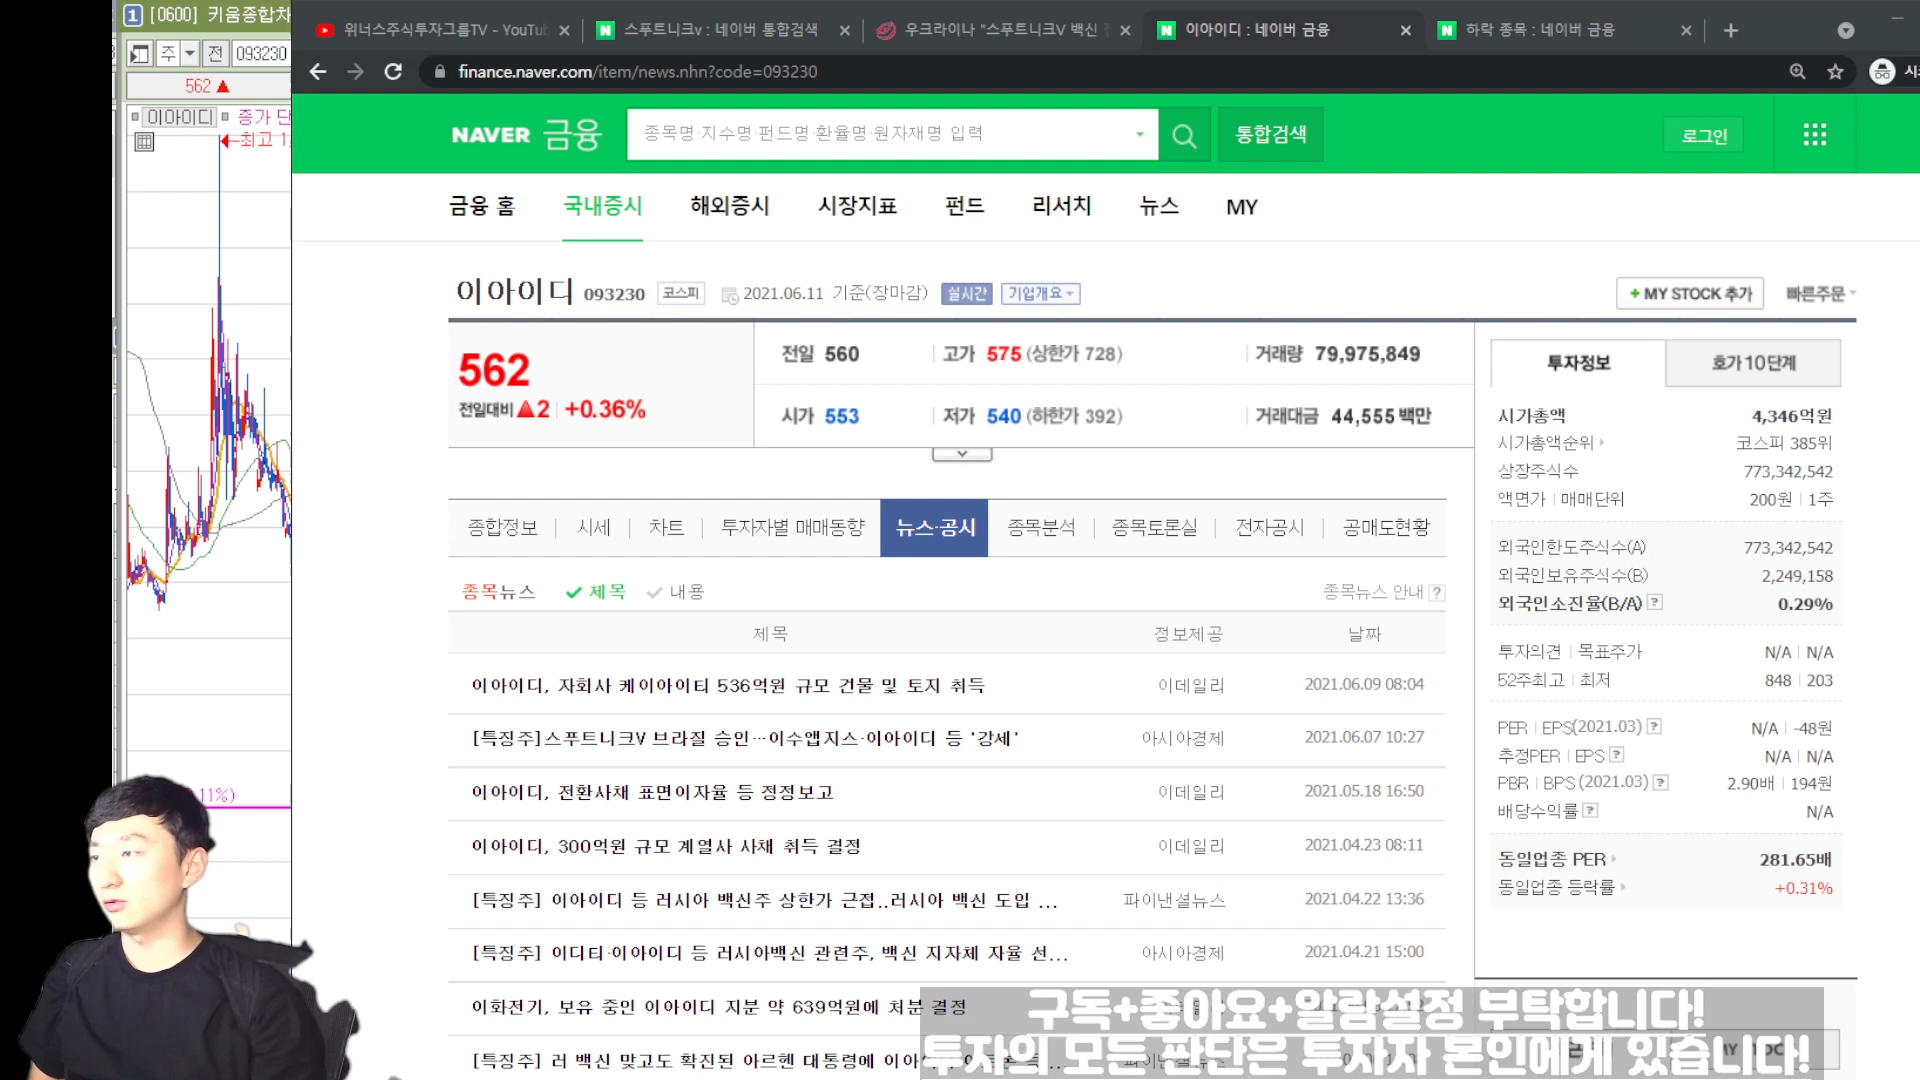 1 [0600] 키움종합차
주 전 093230
562 ▲
이아이디 종가 단
최고 1
11%)
위너스주식투자그룹TV - YouTu
스푸트니크v : 네이버 통합검색
우크라이나 "스푸트니크V 백신
이아이디 : 네이버 금융
하락 종목 : 네이버 금융
finance.naver.com/item/news.nhn?code=093230
NAVER 금융
종목명·지수명·펀드명·환율명·원자재명 입력
통합검색
로그인
금융 홈 국내증시 해외증시 시장지표 펀드 리서치 뉴스 MY
이아이디 093230 코스피 2021.06.11 기준(장마감) 실시간 기업개요
+ MY STOCK 추가 빠른주문
562
전일대비 ▲2 +0.36%
전일 560 고가 575 (상한가 728) 거래량 79,975,849
시가 553 저가 540 (하한가 392) 거래대금 44,555 백만
종합정보 시세 차트 투자자별 매매동향 뉴스·공시 종목분석 종목토론실 전자공시 공매도현황
종목뉴스 제목 내용 종목뉴스 안내 ?
제목 정보제공 날짜
이아이디, 자회사 케이아이티 536억원 규모 건물 및 토지 취득 이데일리 2021.06.09 08:04
[특징주]스푸트니크V 브라질 승인…이수앱지스·이아이디 등 '강세' 아시아경제 2021.06.07 10:27
이아이디, 전환사채 표면이자율 등 정정보고 이데일리 2021.05.18 16:50
이아이디, 300억원 규모 계열사 사채 취득 결정 이데일리 2021.04.23 08:11
[특징주] 이아이디 등 러시아 백신주 상한가 근접..러시아 백신 도입 ... 파이낸셜뉴스 2021.04.22 13:36
[특징주] 이디티·이아이디 등 러시아백신 관련주, 백신 지자체 자율 선... 아시아경제 2021.04.21 15:00
이화전기, 보유 중인 이아이디 지분 약 639억원에 처분 결정
[특징주] 러 백신 맞고도 확진된 아르헨 대통령에 이아
투자정보 호가 10단계
시가총액 4,346억원
시가총액순위 코스피 385위
상장주식수 773,342,542
액면가 매매단위 200원 1주
외국인한도주식수(A) 773,342,542
외국인보유주식수(B) 2,249,158
외국인소진율(B/A) ? 0.29%
투자의견 목표주가 N/A N/A
52주최고 최저 848 203
PER EPS(2021.03) ? N/A -48원
추정PER EPS ? N/A N/A
PBR BPS(2021.03) ? 2.90배 194원
배당수익률 ? N/A
동일업종 PER 281.65배
동일업종 등락률 +0.31%
구독+좋아요+알람설정 부탁합니다!
투자의 모든 판단은 투자자 본인에게 있습니다!